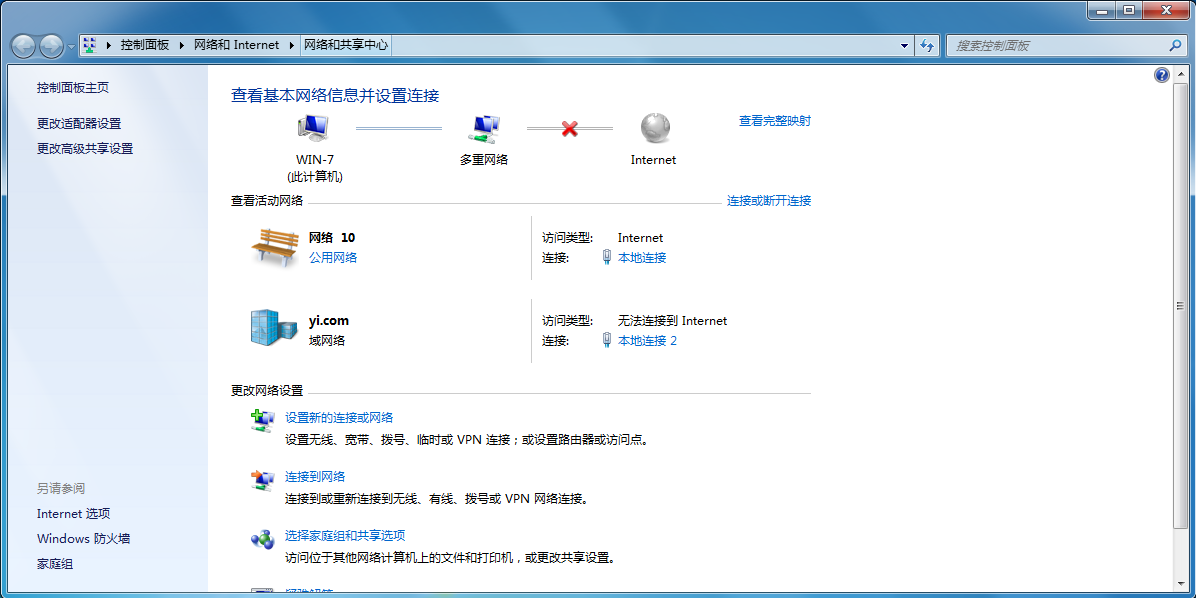 控制面板 ▸ 网络和 Internet ▸ 网络和共享中心
搜索控制面板
控制面板主页
更改适配器设置
更改高级共享设置
查看基本网络信息并设置连接
查看完整映射
WIN-7
(此计算机)
多重网络
Internet
查看活动网络
连接或断开连接
网络 10
公用网络
访问类型: Internet
连接: 本地连接
yi.com
域网络
访问类型: 无法连接到 Internet
连接: 本地连接 2
更改网络设置
设置新的连接或网络
设置无线、宽带、拨号、临时或 VPN 连接；或设置路由器或访问点。
连接到网络
连接到或重新连接到无线、有线、拨号或 VPN 网络连接。
选择家庭组和共享选项
访问位于其他网络计算机上的文件和打印机，或更改共享设置。
另请参阅
Internet 选项
Windows 防火墙
家庭组